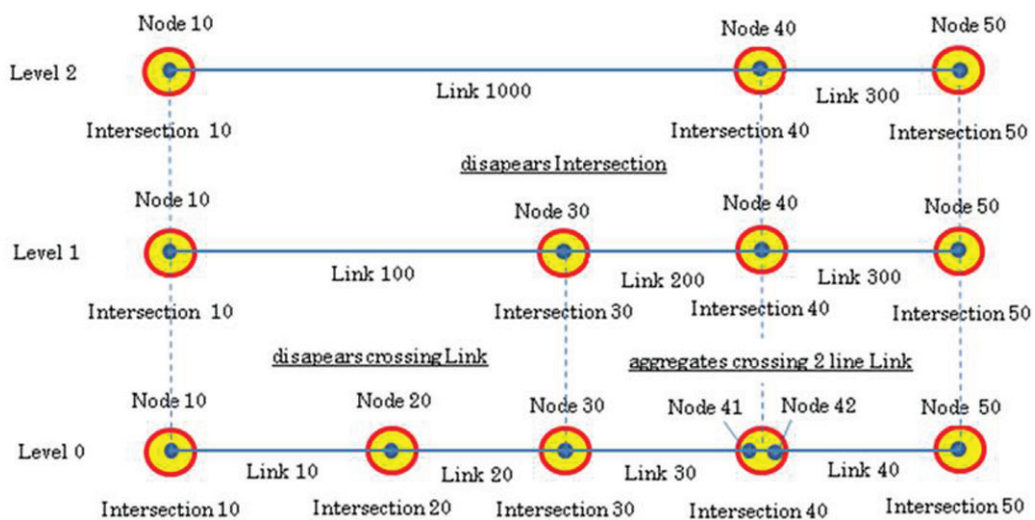 Node 10 Node 40 Node 50
Level 2
Link 1000 Link 300
Intersection 10 Intersection 40 Intersection 50
disapears Intersection
Node 10 Node 30 Node 40 Node 50
Level 1
Link 100 Link 200 Link 300
Intersection 10 Intersection 30 Intersection 40 Intersection 50
disapears crossing Link aggregates crossing 2 line Link
Node 10 Node 20 Node 30 Node 41 Node 42 Node 50
Level 0
Link 10 Link 20 Link 30 Link 40
Intersection 10 Intersection 20 Intersection 30 Intersection 40 Intersection 50